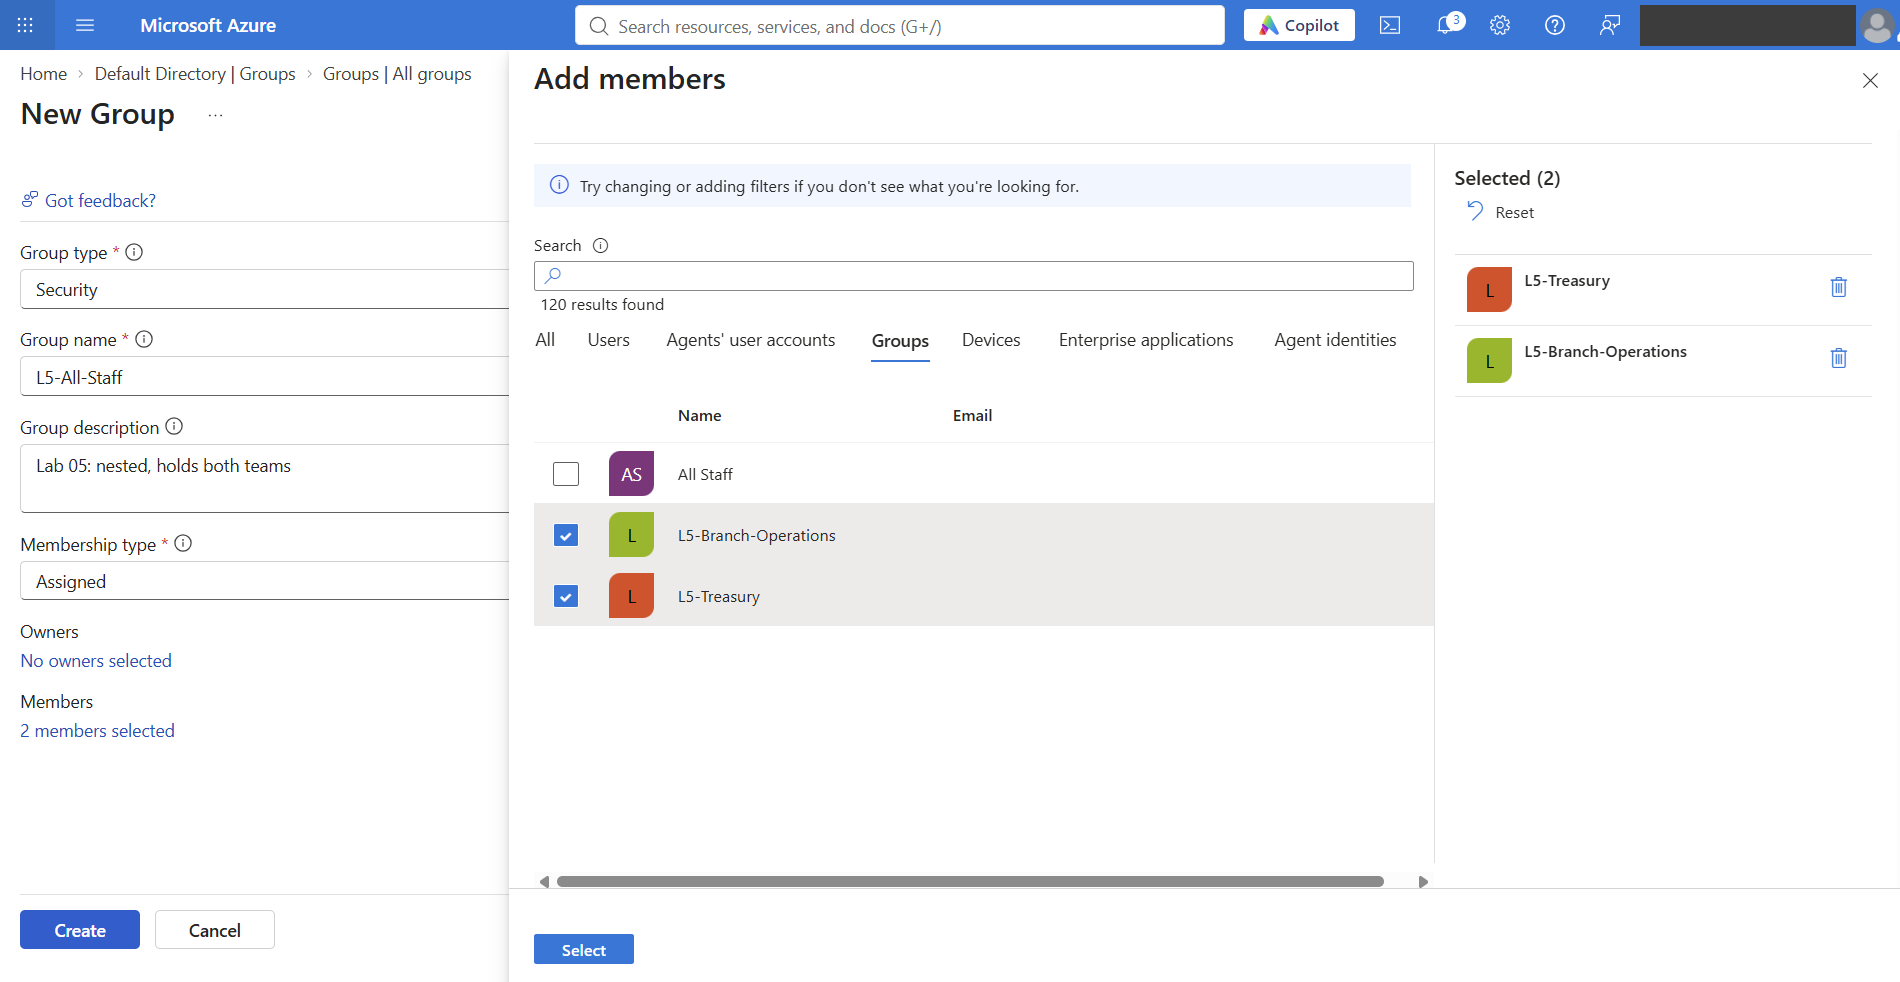 Microsoft Azure
Search resources, services, and docs (G+/)
Copilot
3
Home > Default Directory | Groups > Groups | All groups
New Group ...
Got feedback?
Group type *
Security
Group name *
L5-All-Staff
Group description
Lab 05: nested, holds both teams
Membership type *
Assigned
Owners
No owners selected
Members
2 members selected
Create
Cancel
Add members
Try changing or adding filters if you don't see what you're looking for.
Search
120 results found
All
Users
Agents' user accounts
Groups
Devices
Enterprise applications
Agent identities
Name
Email
AS
All Staff
L
L5-Branch-Operations
L
L5-Treasury
Select
Selected (2)
Reset
L
L5-Treasury
L
L5-Branch-Operations